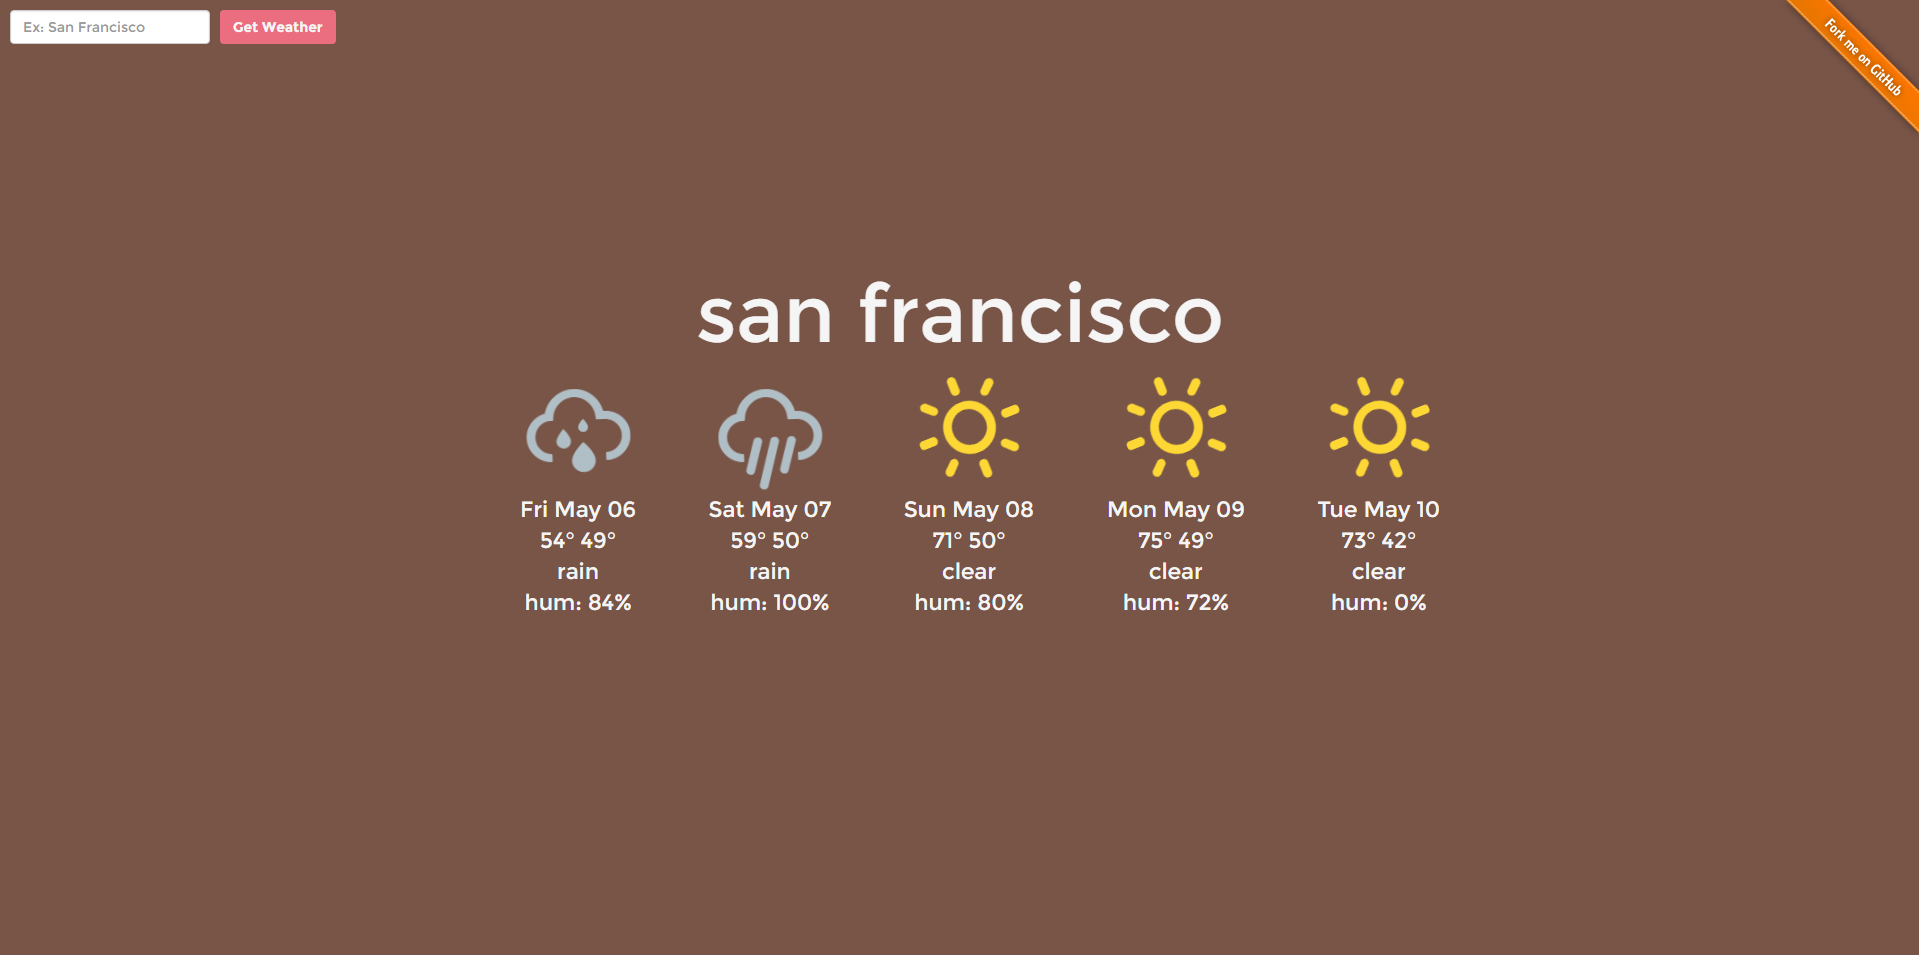 Ex: San Francisco
Get Weather
Fork me on GitHub
san francisco
Fri May 06
54° 49°
rain
hum: 84%
Sat May 07
59° 50°
rain
hum: 100%
Sun May 08
71° 50°
clear
hum: 80%
Mon May 09
75° 49°
clear
hum: 72%
Tue May 10
73° 42°
clear
hum: 0%